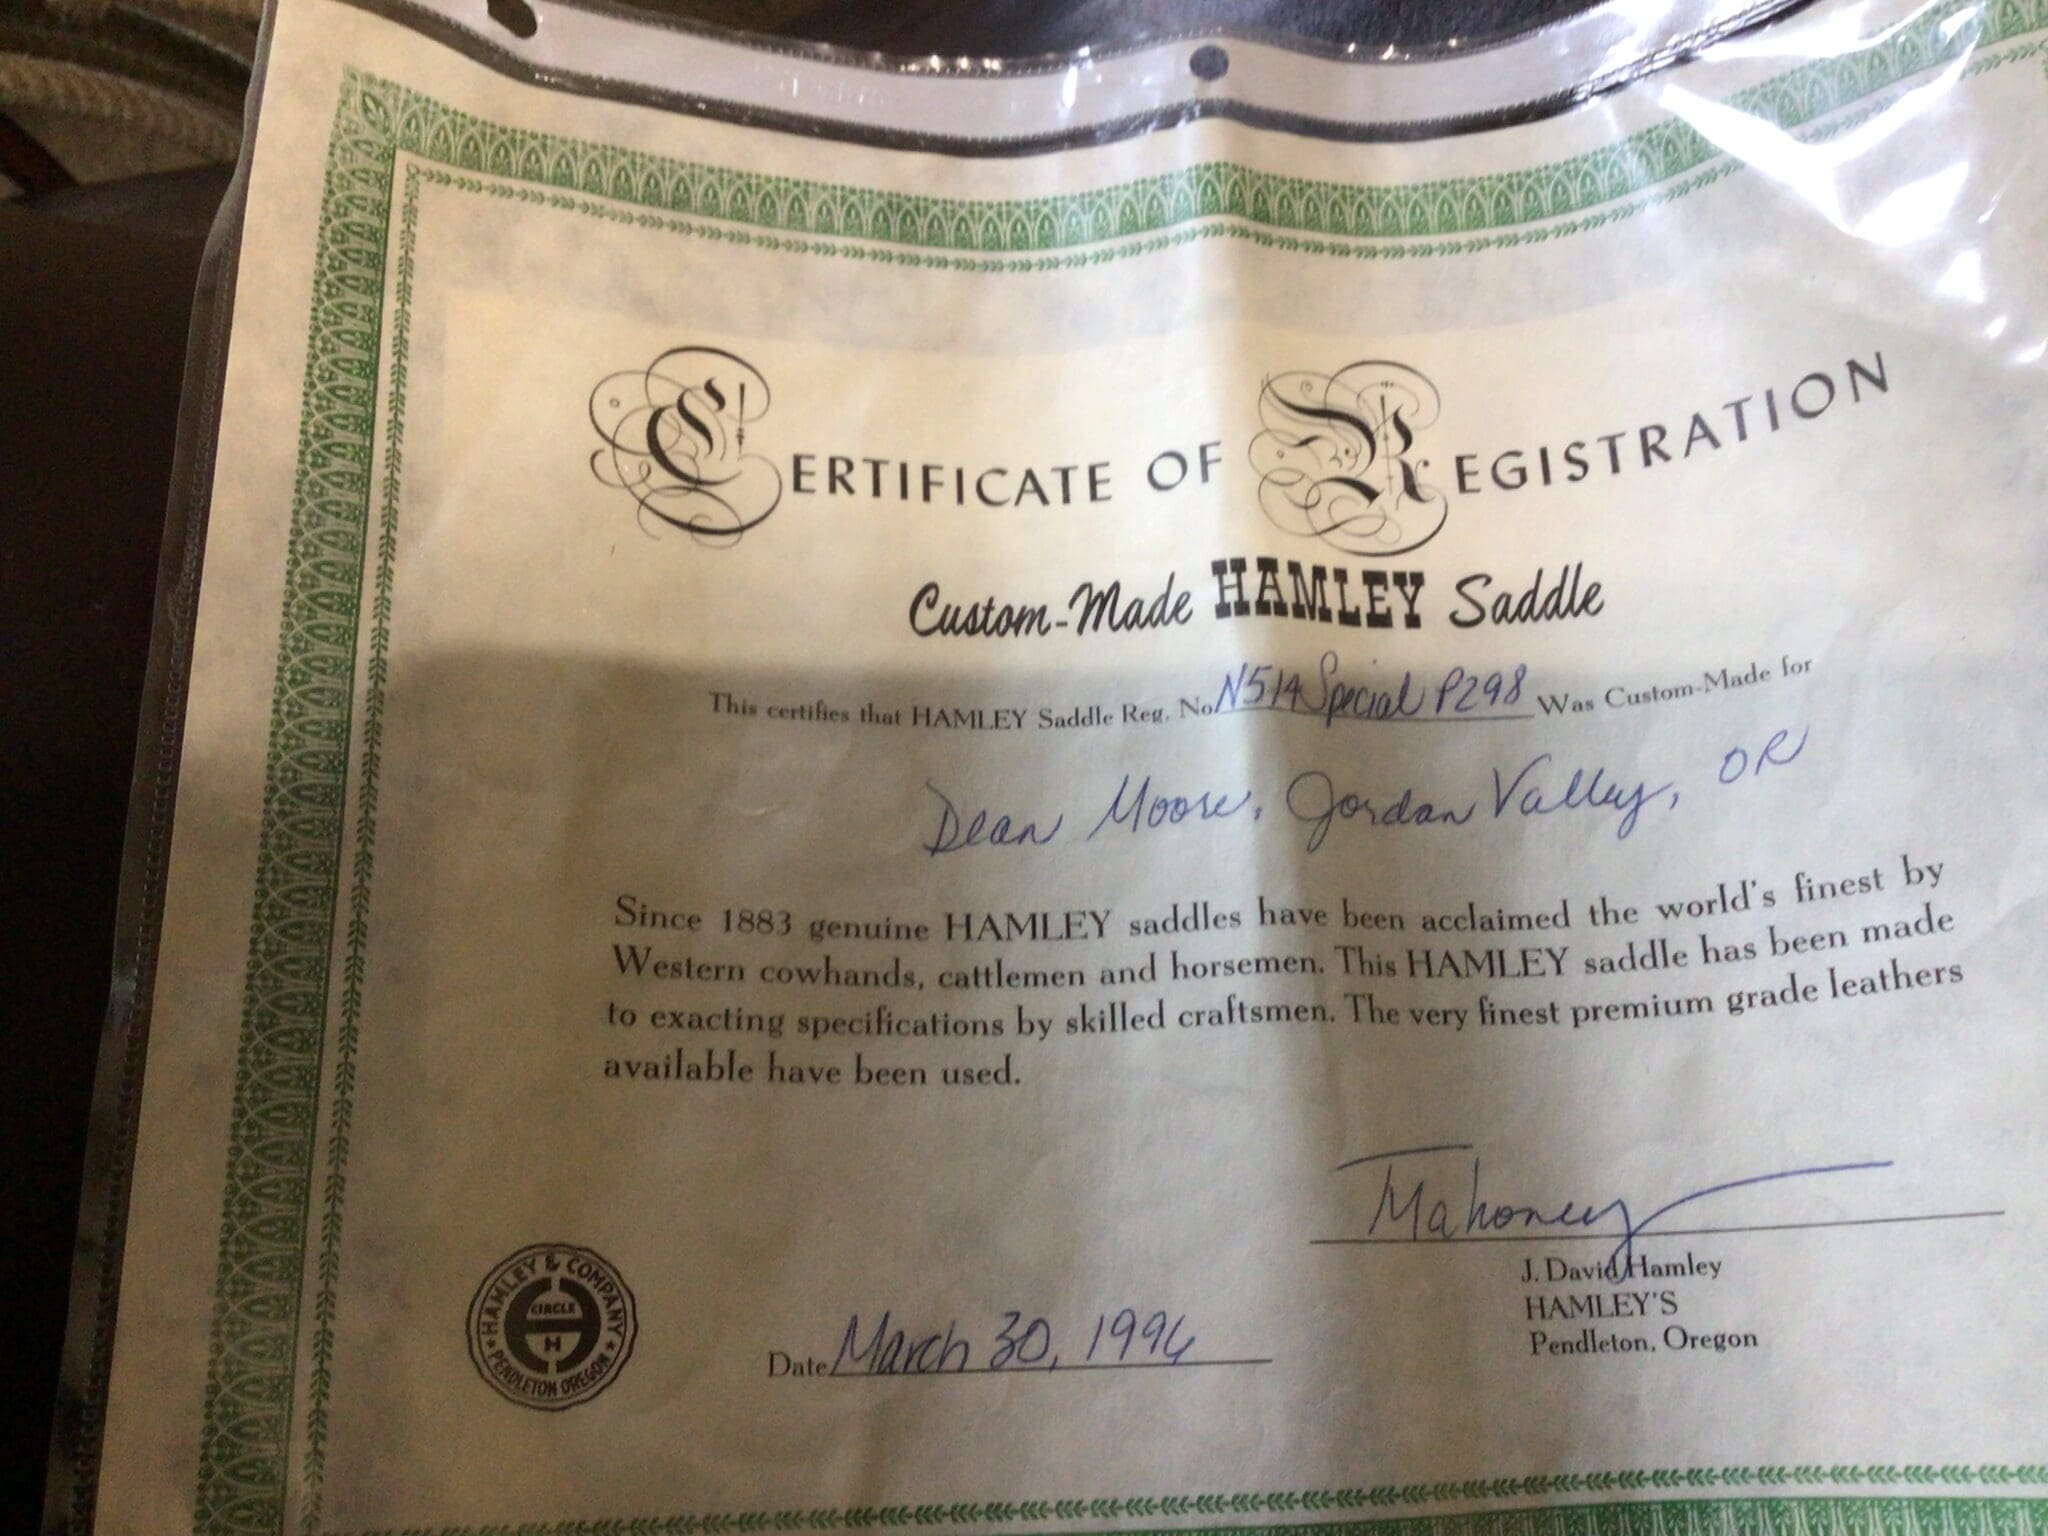 CERTIFICATE OF REGISTRATION
Custom-Made HAMLEY Saddle
This certifies that HAMLEY Saddle Reg. No N514 Special P298 Was Custom-Made for
Dean Moore, Jordan Valley, OR
Since 1883 genuine HAMLEY saddles have been acclaimed the world's finest by
Western cowhands, cattlemen and horsemen. This HAMLEY saddle has been made
to exacting specifications by skilled craftsmen. The very finest premium grade leathers
available have been used.
Mahoney
J. David Hamley
HAMLEY'S
Pendleton, Oregon
Date March 30, 1996
HAMLEY & COMPANY
CIRCLE
H
PENDLETON OREGON